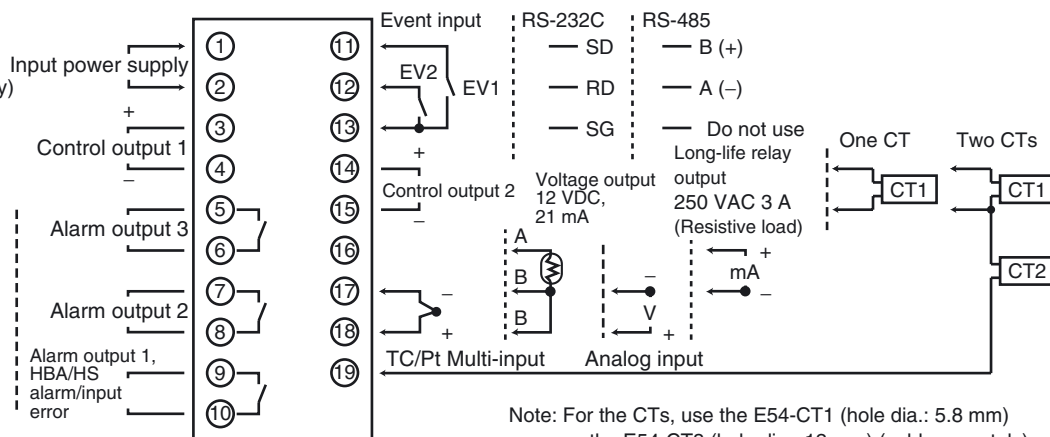 Event input
RS-232C
RS-485
1
11
SD
B (+)
Input power supply
EV2
EV1
2
12
RD
A (−)
+
3
13
SG
Do not use
One CT
Two CTs
Control output 1
−
4
14
+
Control output 2
−
Voltage output
12 VDC,
21 mA
Long-life relay
output
250 VAC 3 A
(Resistive load)
CT1
CT1
5
15
Alarm output 3
6
16
A
B
B
−
V
+
+
mA
−
CT2
7
17
−
Alarm output 2
8
18
+
TC/Pt Multi-input
Analog input
Alarm output 1,
HBA/HS
alarm/input
error
9
19
10
Note: For the CTs, use the E54-CT1 (hole dia.: 5.8 mm)